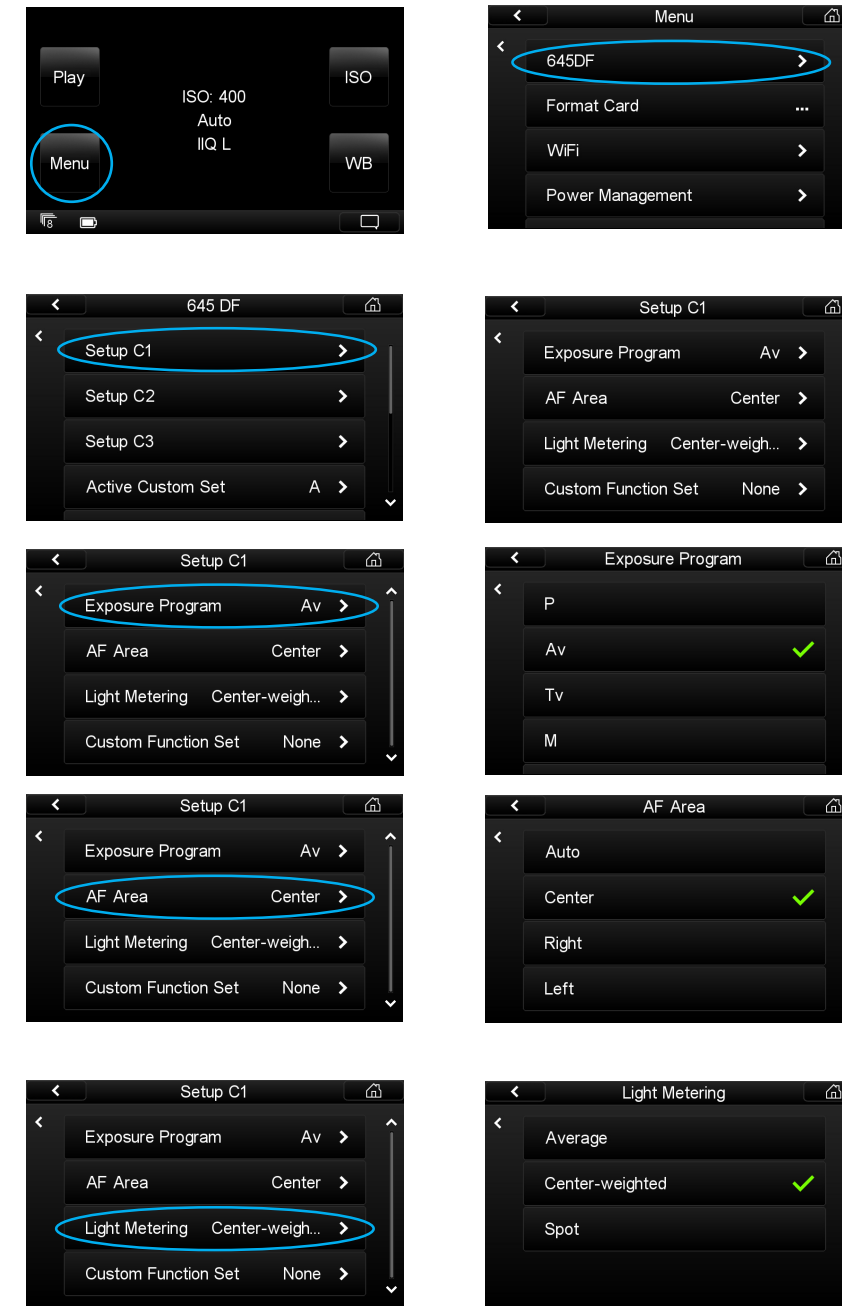 Play
ISO
ISO: 400
Auto
IIQ L
Menu
WB
8
Menu
645DF
Format Card ...
WiFi
Power Management
645 DF
Setup C1
Setup C2
Setup C3
Active Custom Set A
Setup C1
Exposure Program Av
AF Area Center
Light Metering Center-weigh...
Custom Function Set None
Setup C1
Exposure Program Av
AF Area Center
Light Metering Center-weigh...
Custom Function Set None
Exposure Program
P
Av
Tv
M
Setup C1
Exposure Program Av
AF Area Center
Light Metering Center-weigh...
Custom Function Set None
AF Area
Auto
Center
Right
Left
Setup C1
Exposure Program Av
AF Area Center
Light Metering Center-weigh...
Custom Function Set None
Light Metering
Average
Center-weighted
Spot